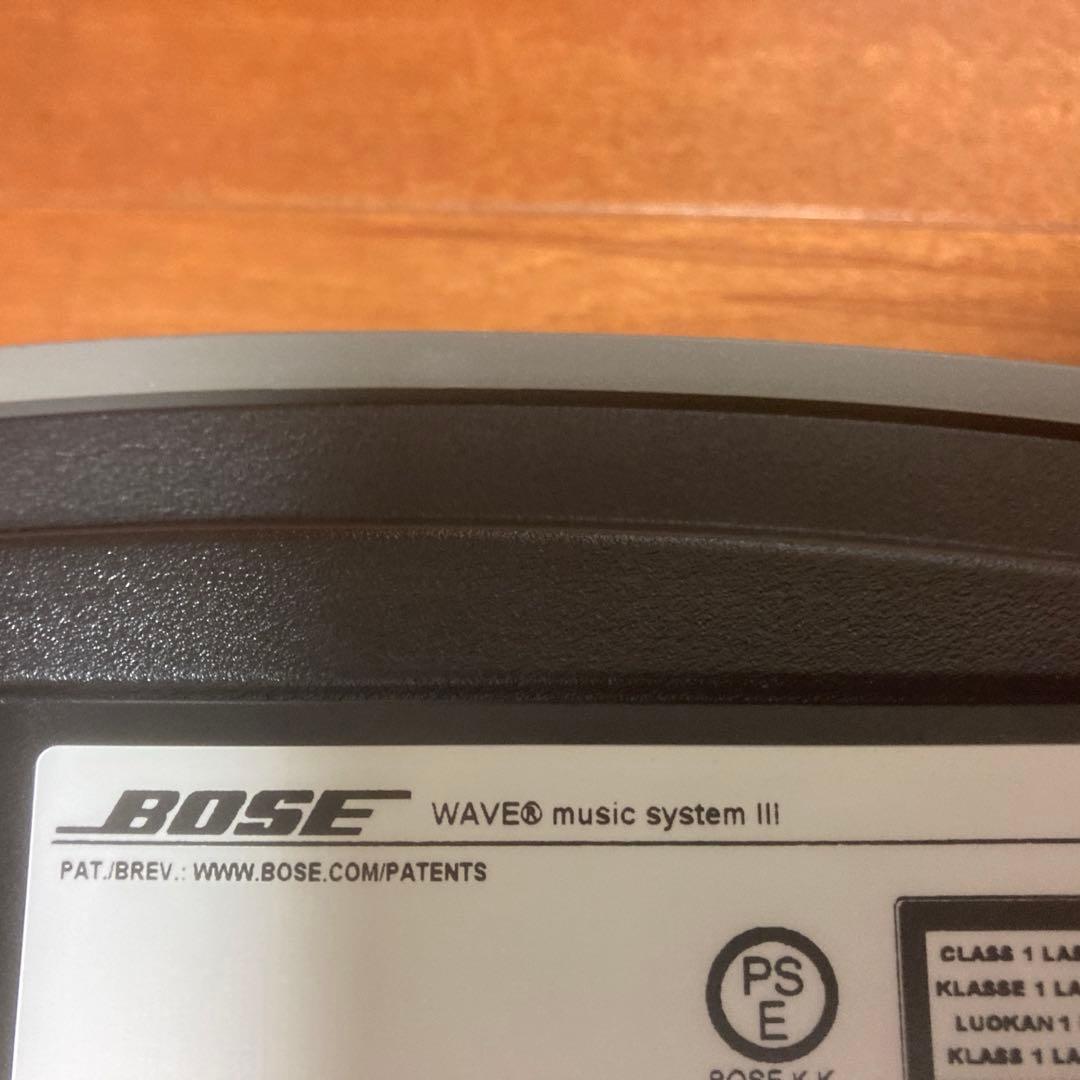 BOSE WAVE® music system III
PAT./BREV.: WWW.BOSE.COM/PATENTS
PS
E
BOSE K.K.
CLASS 1
KLASSE 1
LUOKAN 1
KLASS 1